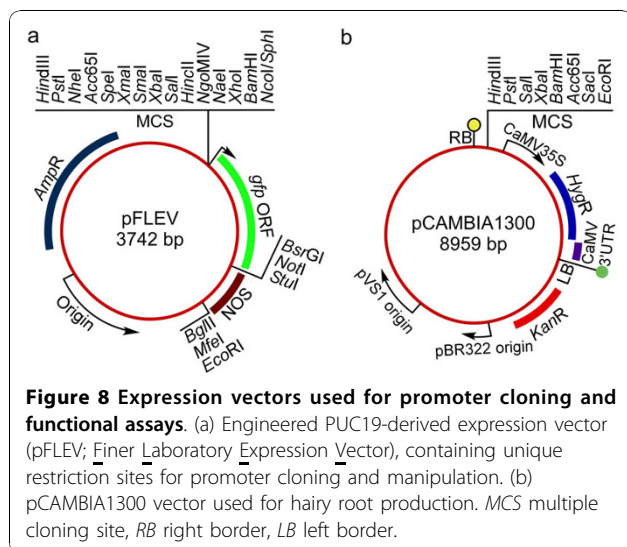 a
HindIII
PstI
NheI
Acc65I
SpeI
XmaI
SmaI
XbaI
SalI
HincII
NgoMIV
NaeI
XhoI
BamHI
NcoI/SphI
MCS
AmpR
gfp ORF
pFLEV
3742 bp
BsrGI
NotI
StuI
NOS
BglII
MfeI
EcoRI
Origin
b
HindIII
PstI
SalI
XbaI
BamHI
Acc65I
SacI
EcoRI
MCS
RB
CaMV35S
HygR
pCAMBIA1300
8959 bp
CaMV
3'UTR
LB
KanR
pBR322 origin
pVS1 origin
Figure 8 Expression vectors used for promoter cloning and
functional assays. (a) Engineered PUC19-derived expression vector
(pFLEV; Finer Laboratory Expression Vector), containing unique
restriction sites for promoter cloning and manipulation. (b)
pCAMBIA1300 vector used for hairy root production. MCS multiple
cloning site, RB right border, LB left border.